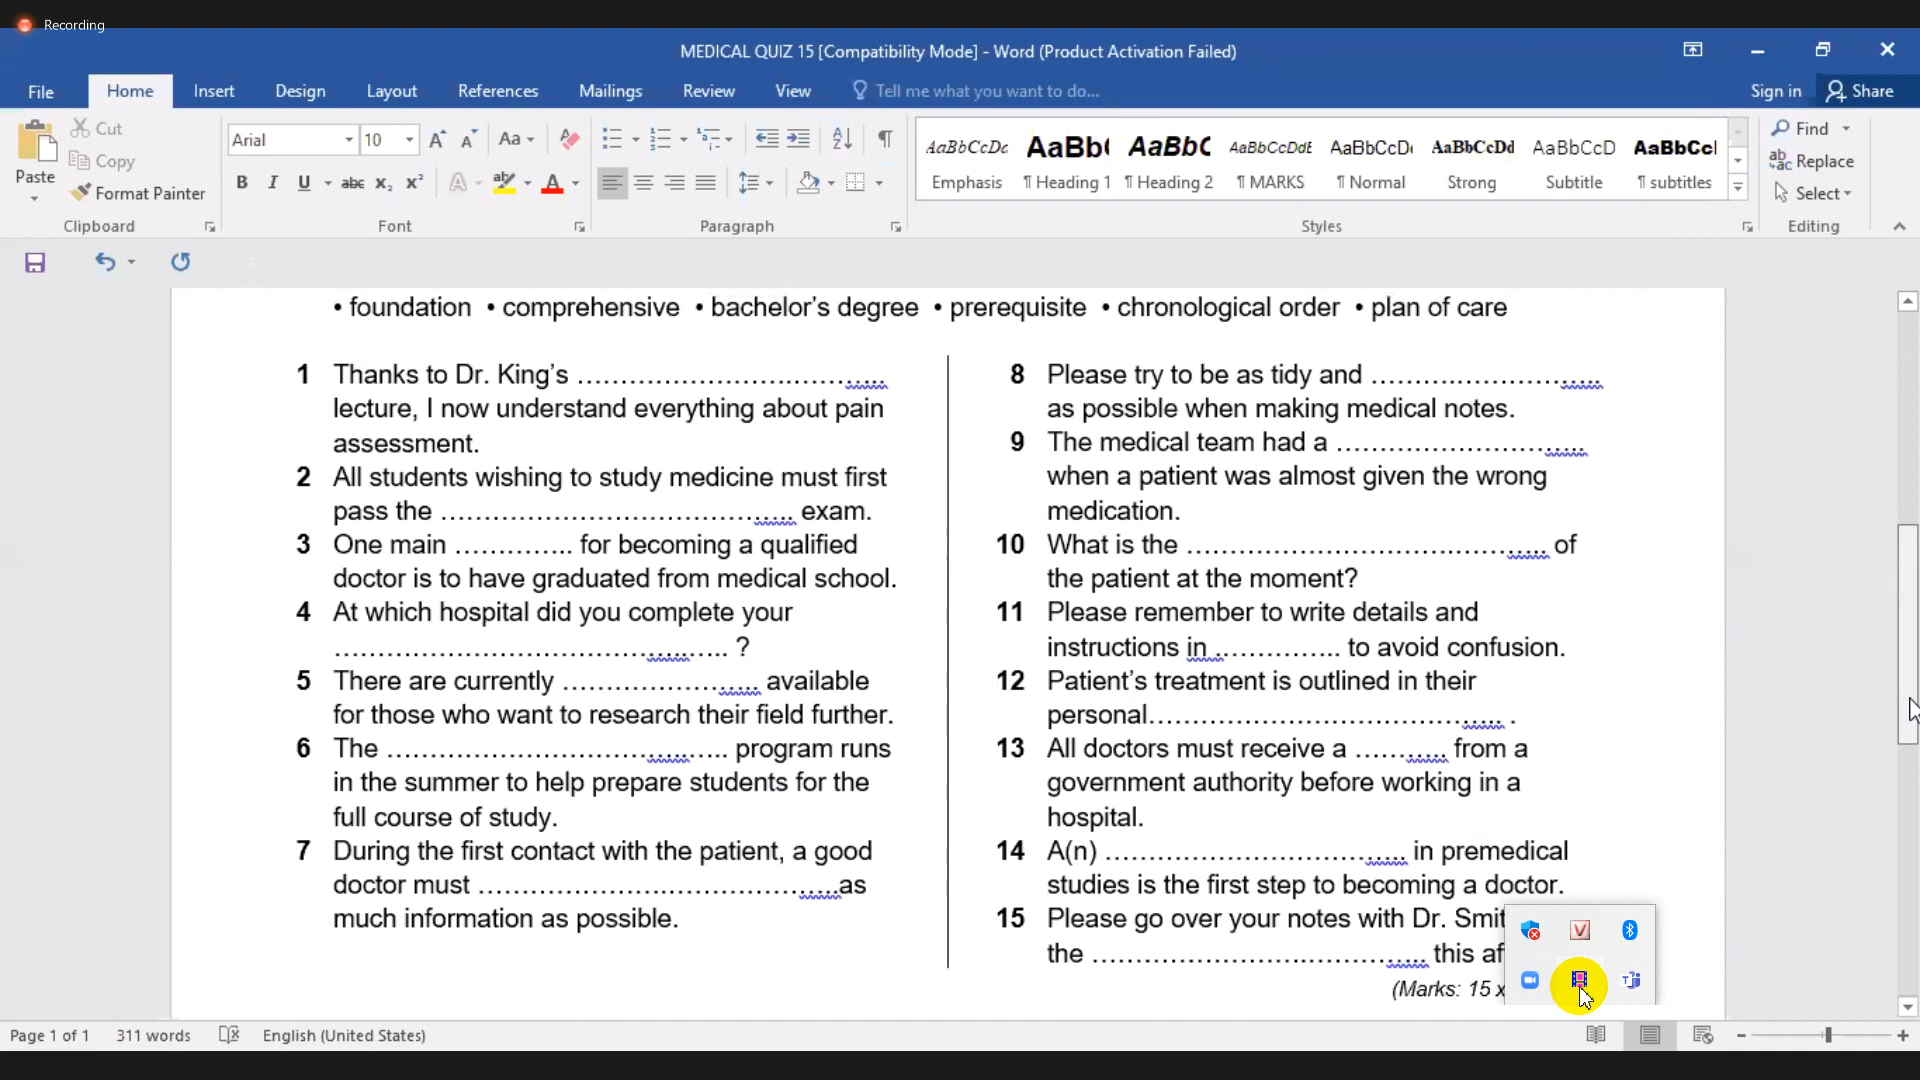 Recording
MEDICAL QUIZ 15 [Compatibility Mode] - Word (Product Activation Failed)
File Home Insert Design Layout References Mailings Review View Tell me what you want to do... Sign in Share
Paste
Cut
Copy
Format Painter
Clipboard
Arial 10
Font
Paragraph
AaBbCcDc AaBb( AaBbC AaBbCcDdE AaBbCcDc AaBbCcDd AaBbCcD AaBbCcl
Emphasis ¶ Heading 1 ¶ Heading 2 ¶ MARKS ¶ Normal Strong Subtitle ¶ subtitles
Styles
Find
Replace
Select
Editing
• foundation • comprehensive • bachelor's degree • prerequisite • chronological order • plan of care
1 Thanks to Dr. King's ………………………………
lecture, I now understand everything about pain
assessment.
2 All students wishing to study medicine must first
pass the ………………………………….. exam.
3 One main ………….. for becoming a qualified
doctor is to have graduated from medical school.
4 At which hospital did you complete your
……………………………………….. ?
5 There are currently ………………….. available
for those who want to research their field further.
6 The ………………………………….. program runs
in the summer to help prepare students for the
full course of study.
7 During the first contact with the patient, a good
doctor must …………………………………..as
much information as possible.
8 Please try to be as tidy and ……………………..
as possible when making medical notes.
9 The medical team had a ………………………..
when a patient was almost given the wrong
medication.
10 What is the ………………………………….. of
the patient at the moment?
11 Please remember to write details and
instructions in ………….. to avoid confusion.
12 Patient's treatment is outlined in their
personal………………………………….. .
13 All doctors must receive a ……….. from a
government authority before working in a
hospital.
14 A(n) ……………………………….. in premedical
studies is the first step to becoming a doctor.
15 Please go over your notes with Dr. Smit
the ………………………………….. this af
(Marks: 15 x
Page 1 of 1 311 words English (United States)